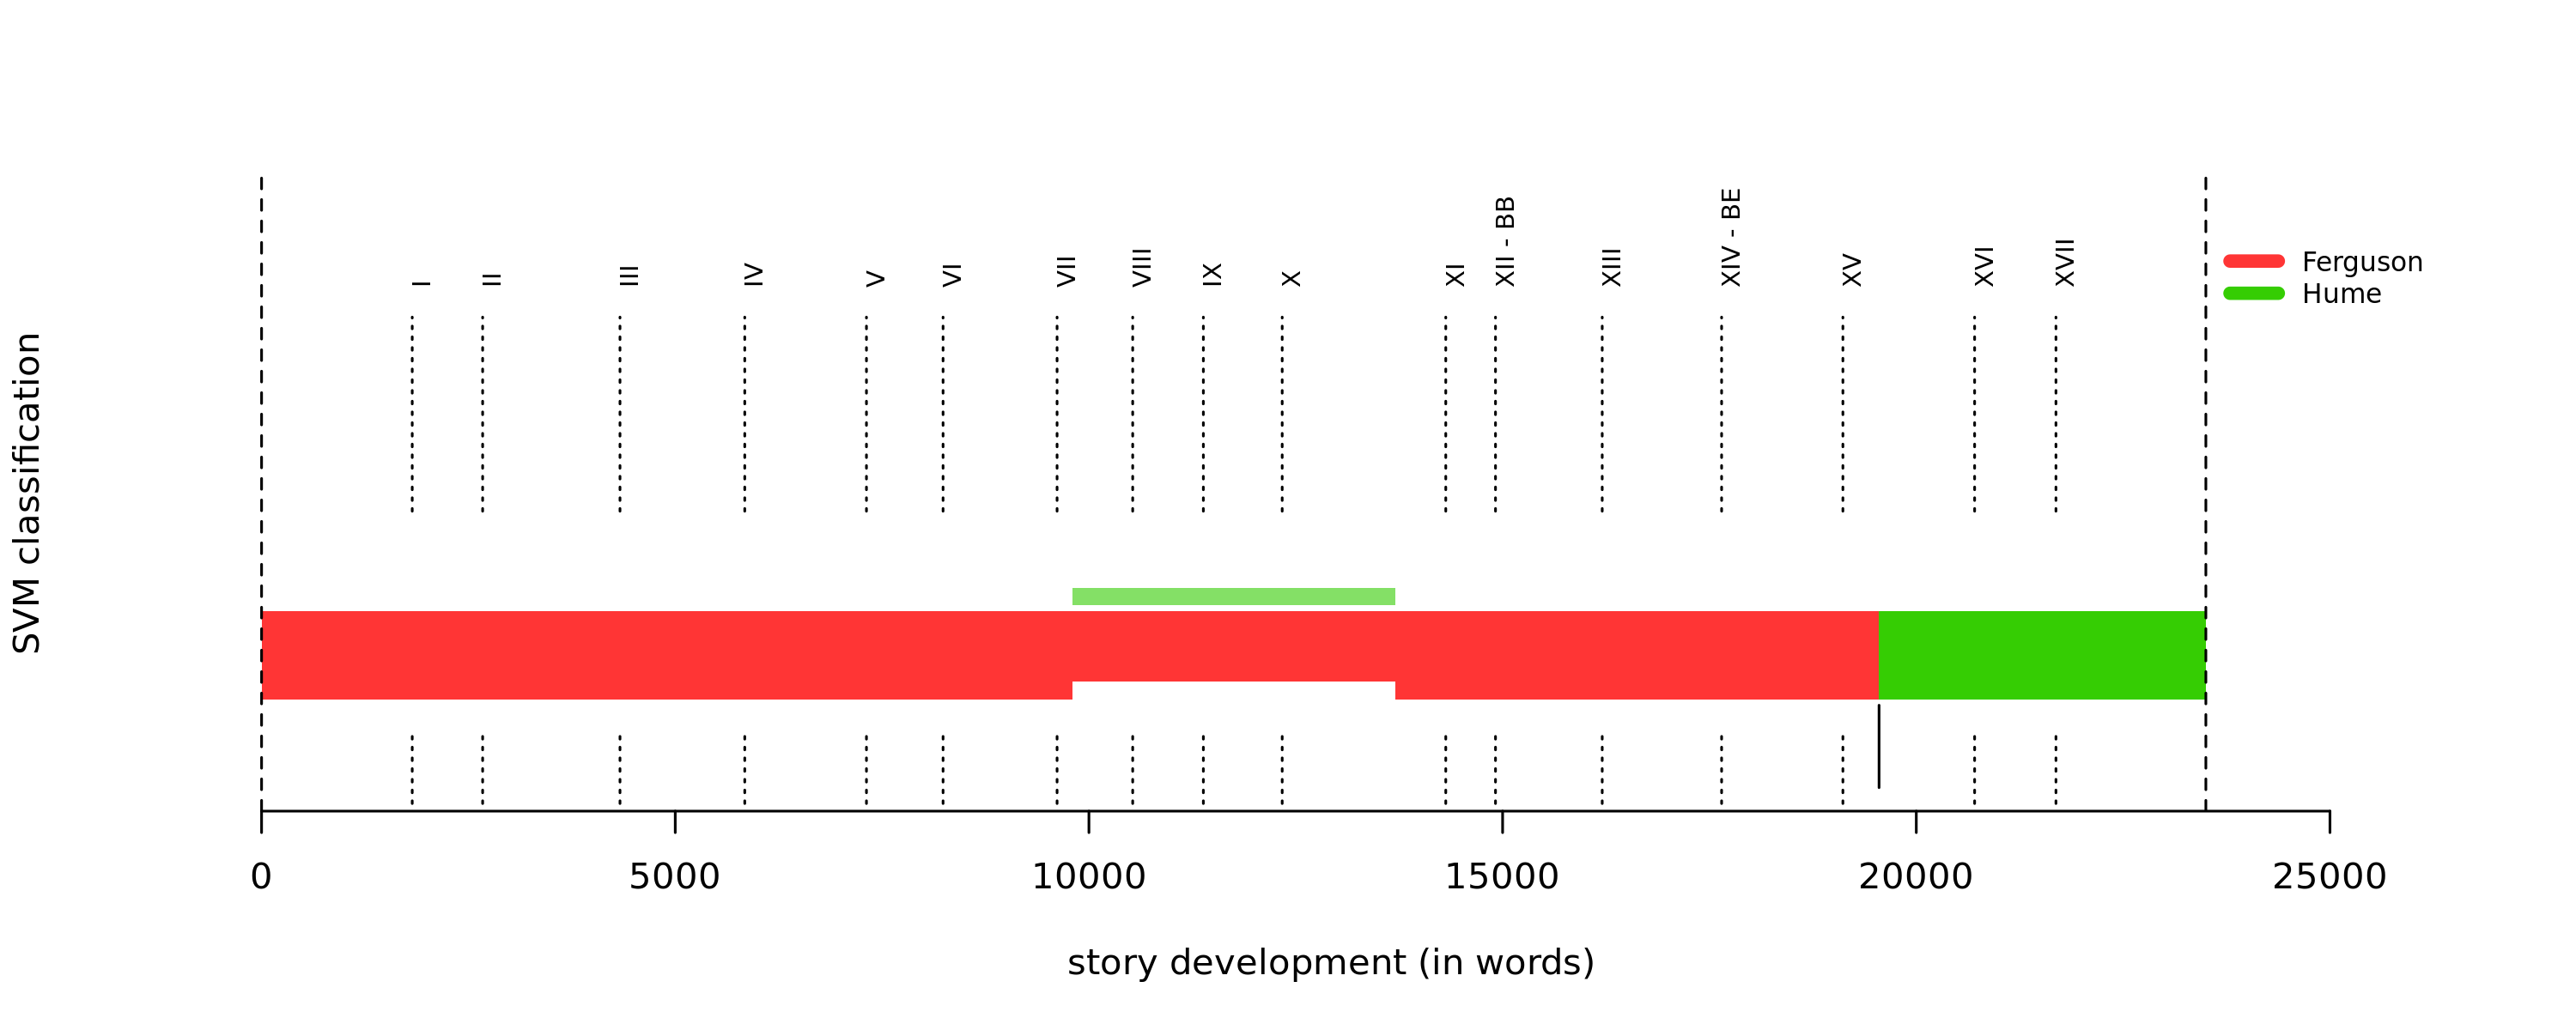 I
II
III
IV
V
VI
VII
VIII
IX
X
XI
XII - BB
XIII
XIV - BE
XV
XVI
XVII
Ferguson
Hume
SVM classification
0
5000
10000
15000
20000
25000
story development (in words)